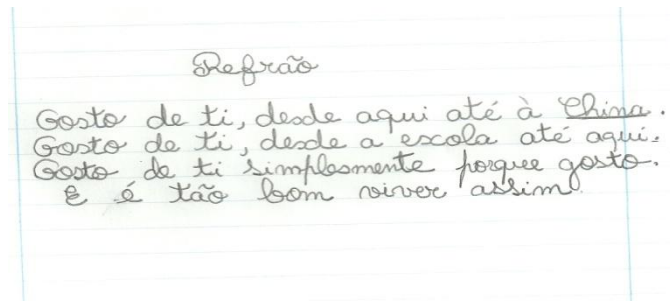 Refrão
Gosto de ti, desde aqui até à China.
Gosto de ti, desde a escola até aqui.
Gosto de ti simplesmente porque gosto.
E é tão bom viver assim.